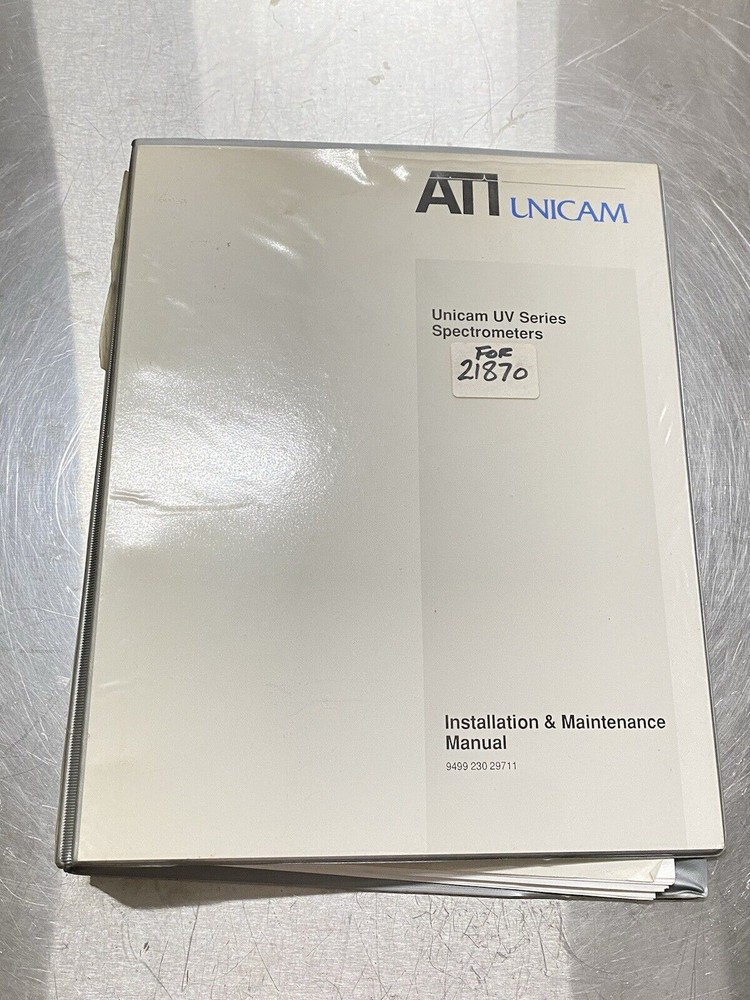 ATI UNICAM
Unicam UV Series
Spectrometers
FOR
21870
Installation & Maintenance
Manual
9499 230 29711